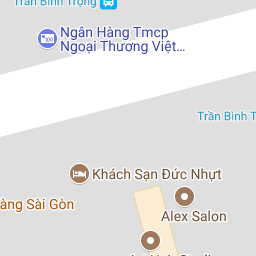 Trần Bình Trọng
Ngân Hàng Tmcp
Ngoại Thương Việt...
Trần Bình T
Khách Sạn Đức Nhựt
àng Sài Gòn
Alex Salon